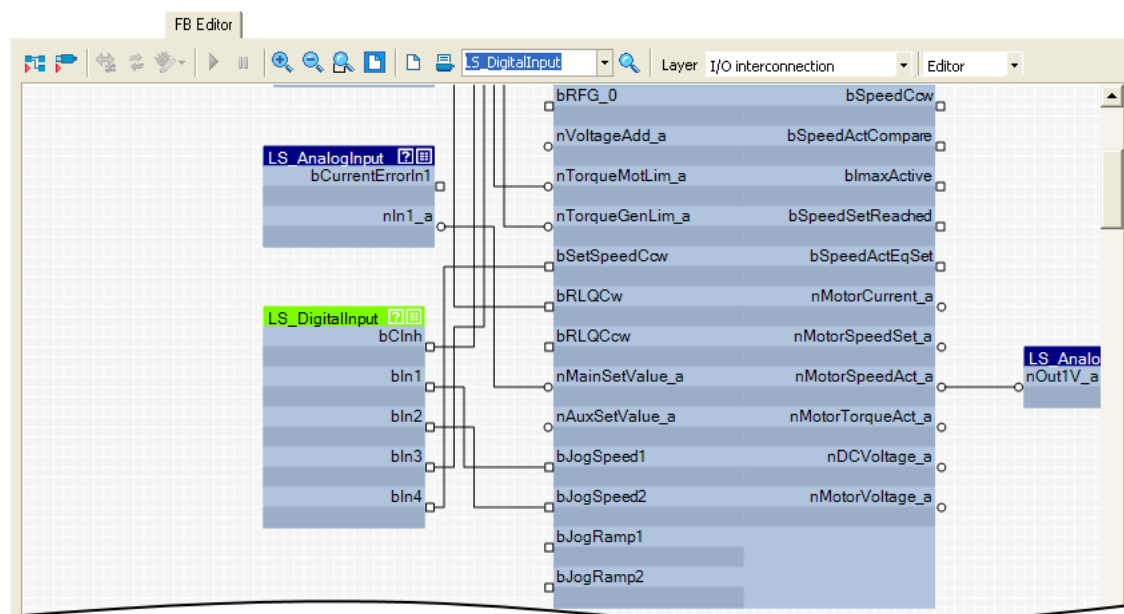 FB Editor
LS_DigitalInput Layer I/O interconnection Editor
LS_AnalogInput
bCurrentErrorIn1
nIn1_a
LS_DigitalInput
bCInh
bIn1
bIn2
bIn3
bIn4
bRFG_0 bSpeedCcw
nVoltageAdd_a bSpeedActCompare
nTorqueMotLim_a bImaxActive
nTorqueGenLim_a bSpeedSetReached
bSetSpeedCcw bSpeedActEqSet
bRLQCw nMotorCurrent_a
bRLQCcw nMotorSpeedSet_a
nMainSetValue_a nMotorSpeedAct_a
nAuxSetValue_a nMotorTorqueAct_a
bJogSpeed1 nDCVoltage_a
bJogSpeed2 nMotorVoltage_a
bJogRamp1
bJogRamp2
LS_Analo
nOut1V_a